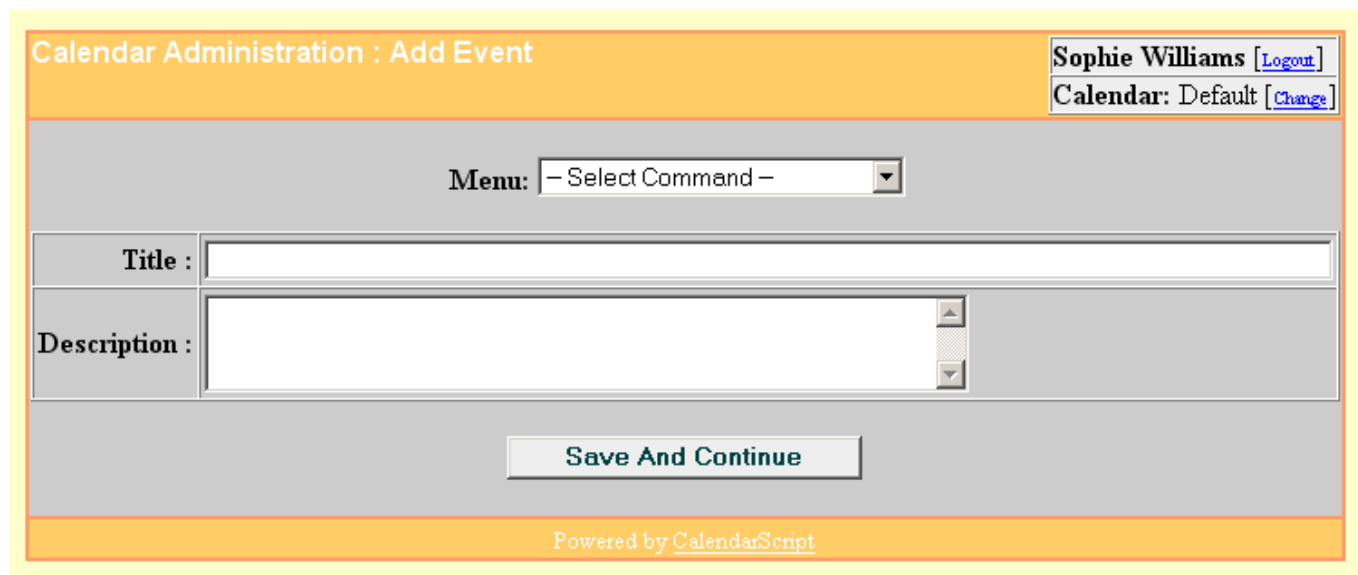 Calendar Administration : Add Event
Sophie Williams [Logout]
Calendar: Default [Change]
Menu: – Select Command –
Title :
Description :
Save And Continue
Powered by CalendarScript